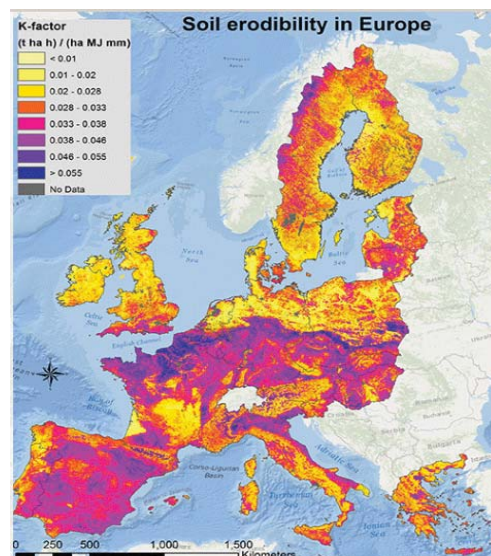 Soil erodibility in Europe
K-factor
(t ha h) / (ha MJ mm)
< 0.01
0.01 - 0.02
0.02 - 0.028
0.028 - 0.033
0.033 - 0.038
0.038 - 0.046
0.046 - 0.055
> 0.055
No Data
North
Sea
Baltic
Sea
Celtic
Sea
English Channel
Bay of
Adriatic Sea
Corso-Ligurian
Basin
Tyrrhenian
Sea
Ionian
Sea
0 250 500 1,000 1,500
Kilometers